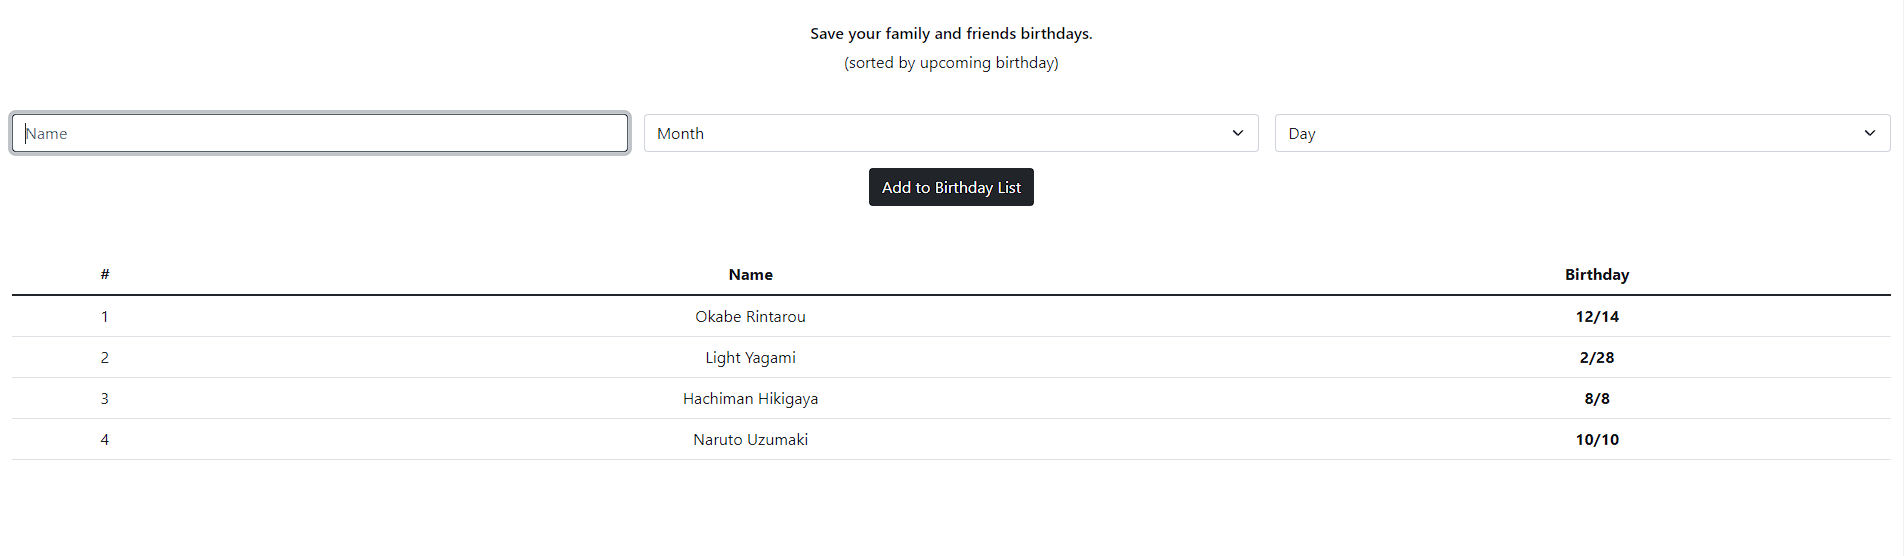 Save your family and friends birthdays.
(sorted by upcoming birthday)
Name Month Day
Add to Birthday List
# Name Birthday
1 Okabe Rintarou 12/14
2 Light Yagami 2/28
3 Hachiman Hikigaya 8/8
4 Naruto Uzumaki 10/10